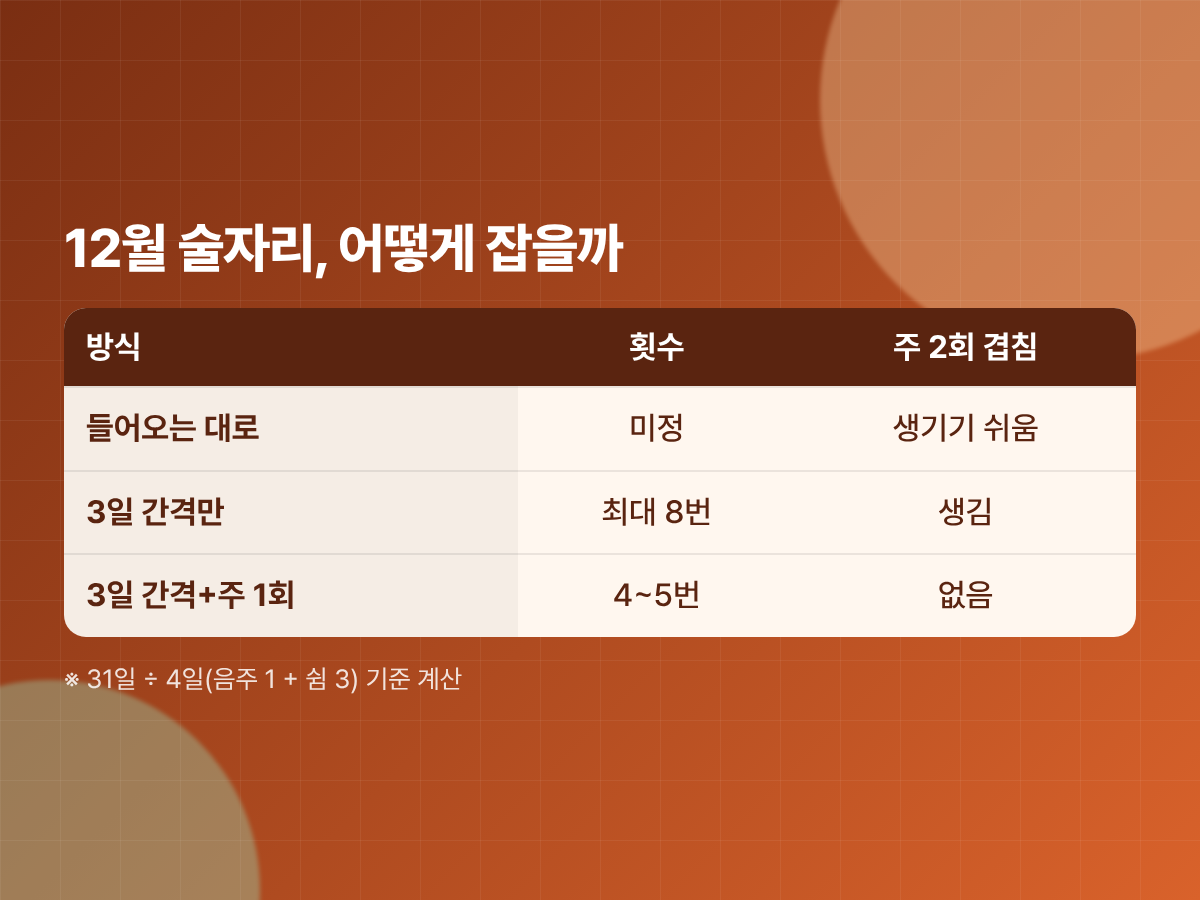 12월 술자리, 어떻게 잡을까
방식 횟수 주 2회 겹침
들어오는 대로 미정 생기기 쉬움
3일 간격만 최대 8번 생김
3일 간격+주 1회 4~5번 없음
※ 31일 ÷ 4일(음주 1 + 쉼 3) 기준 계산